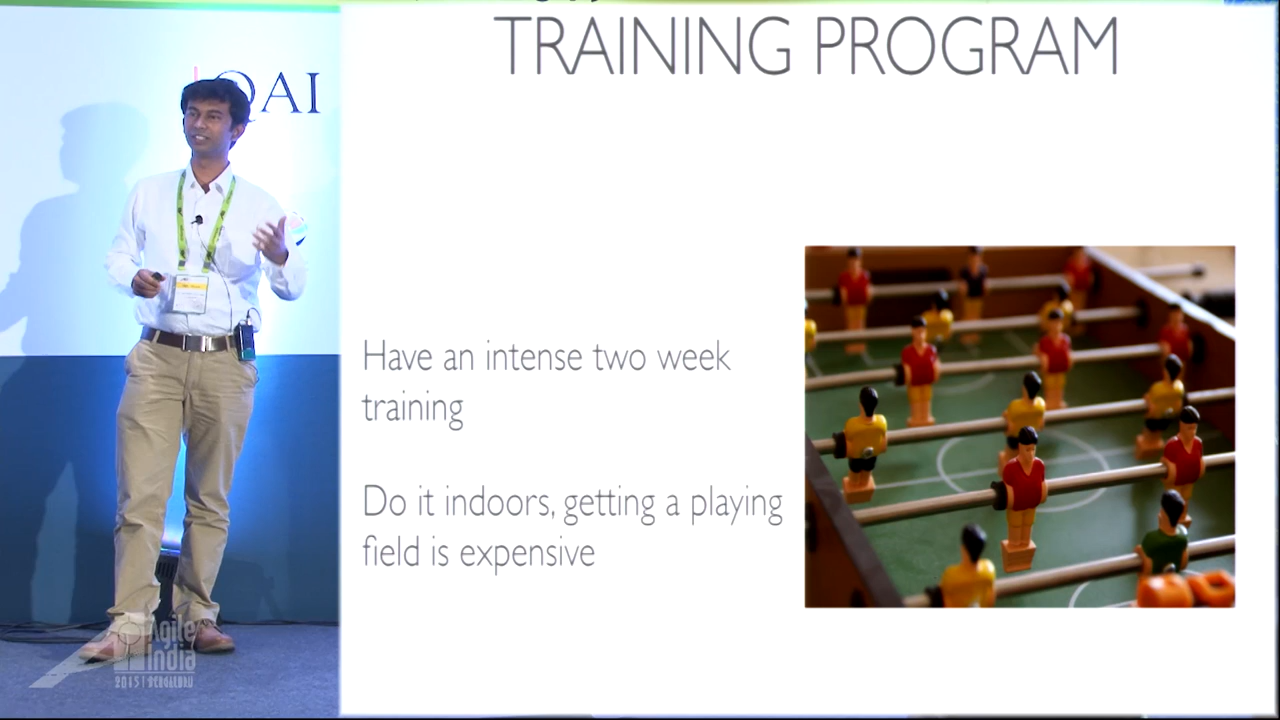 QAI
TRAINING PROGRAM
Have an intense two week
training
Do it indoors, getting a playing
field is expensive
Agile
India
2015 | BENGALURU